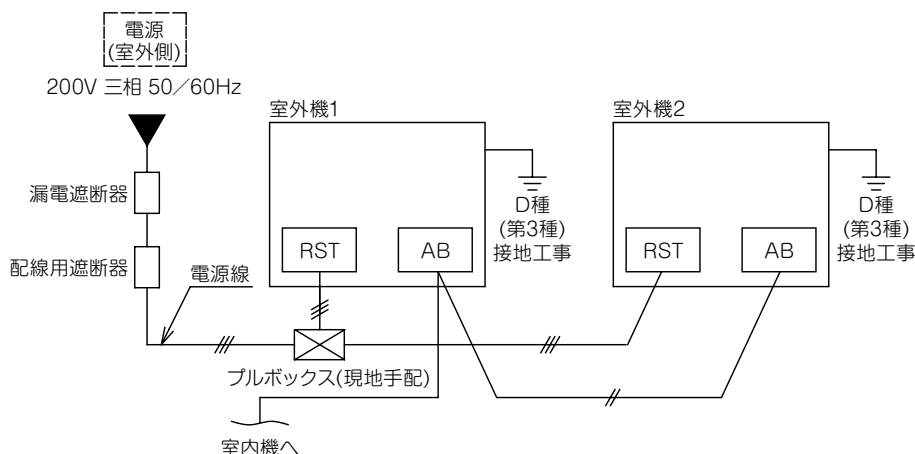 電源
(室外側)
200V 三相 50／60Hz
室外機1
室外機2
漏電遮断器
配線用遮断器
電源線
RST
AB
D種
(第3種)
接地工事
RST
AB
D種
(第3種)
接地工事
プルボックス(現地手配)
室内機へ